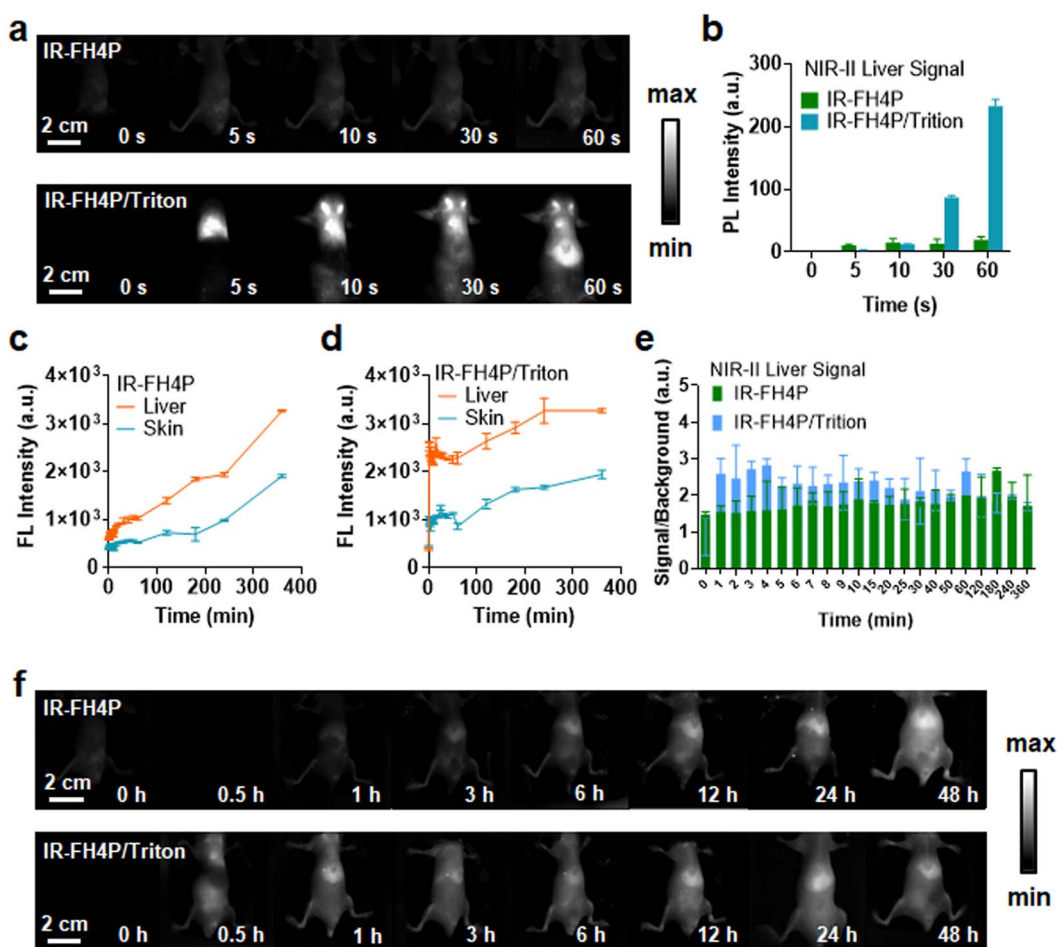 a
IR-FH4P
2 cm
0 s
5 s
10 s
30 s
60 s
IR-FH4P/Triton
2 cm
0 s
5 s
10 s
30 s
60 s
max
min
b
NIR-II Liver Signal
IR-FH4P
IR-FH4P/Trition
PL Intensity (a.u.)
300
200
100
0
0 5 10 30 60
Time (s)
c
IR-FH4P
Liver
Skin
FL Intensity (a.u.)
4×10³
3×10³
2×10³
1×10³
0
0 100 200 300 400
Time (min)
d
IR-FH4P/Triton
Liver
Skin
FL Intensity (a.u.)
4×10³
3×10³
2×10³
1×10³
0
0 100 200 300 400
Time (min)
e
NIR-II Liver Signal
IR-FH4P
IR-FH4P/Trition
Signal/Background (a.u.)
5
4
3
2
1
0
0 1 2 3 4 5 6 7 8 9 10 15 20 25 30 40 50 60 120 180 240 360
Time (min)
f
IR-FH4P
2 cm
0 h
0.5 h
1 h
3 h
6 h
12 h
24 h
48 h
IR-FH4P/Triton
2 cm
0 h
0.5 h
1 h
3 h
6 h
12 h
24 h
48 h
max
min